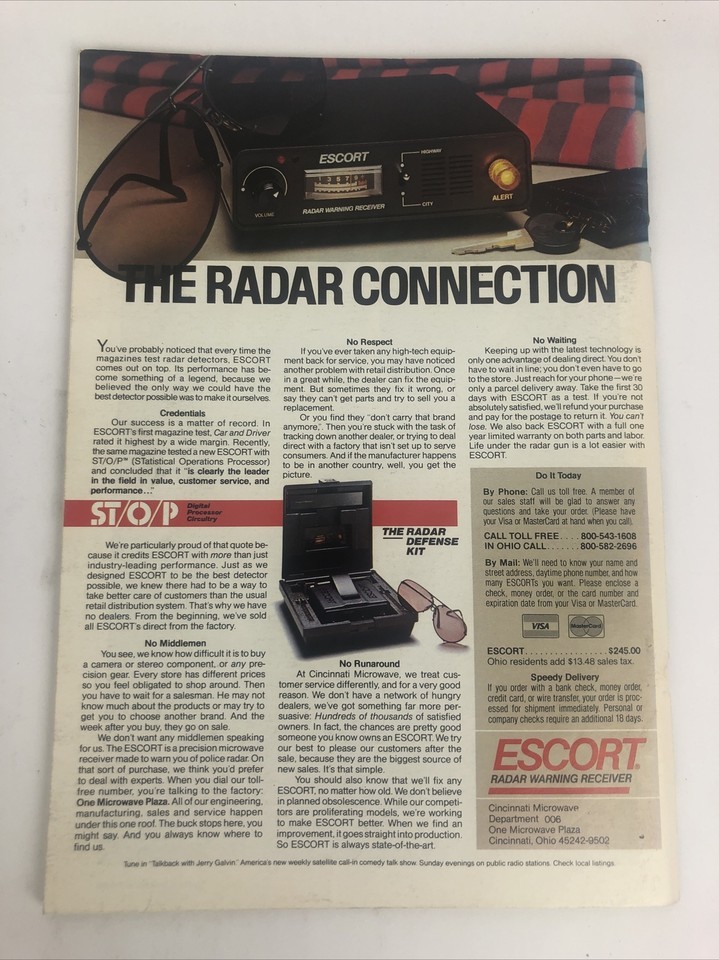 ESCORT
VOLUME
1 3 5 7 8 9
RADAR WARNING RECEIVER
HIGHWAY
CITY
ALERT
THE RADAR CONNECTION
You've probably noticed that every time the
magazines test radar detectors, ESCORT
comes out on top. Its performance has be-
come something of a legend, because we
believed the only way we could have the
best detector possible was to make it ourselves.
Credentials
Our success is a matter of record. In
ESCORT's first magazine test, Car and Driver
rated it highest by a wide margin. Recently,
the same magazine tested a new ESCORT with
ST/O/P™ (STatistical Operations Processor)
and concluded that it "is clearly the leader
in the field in value, customer service, and
performance..."
ST/O/P
Digital
Processor
Circuitry
We're particularly proud of that quote be-
cause it credits ESCORT with more than just
industry-leading performance. Just as we
designed ESCORT to be the best detector
possible, we knew there had to be a way to
take better care of customers than the usual
retail distribution system. That's why we have
no dealers. From the beginning, we've sold
all ESCORT's direct from the factory.
No Middlemen
You see, we know how difficult it is to buy
a camera or stereo component, or any pre-
cision gear. Every store has different prices
so you feel obligated to shop around. Then
you have to wait for a salesman. He may not
know much about the products or may try to
get you to choose another brand. And the
week after you buy, they go on sale.
We don't want any middlemen speaking
for us. The ESCORT is a precision microwave
receiver made to warn you of police radar. On
that sort of purchase, we think you'd prefer
to deal with experts. When you dial our toll-
free number, you're talking to the factory:
One Microwave Plaza. All of our engineering,
manufacturing, sales and service happen
under this one roof. The buck stops here, you
might say. And you always know where to
find us.
No Respect
If you've ever taken any high-tech equip-
ment back for service, you may have noticed
another problem with retail distribution. Once
in a great while, the dealer can fix the equip-
ment. But sometimes they fix it wrong, or
say they can't get parts and try to sell you a
replacement.
Or you find they "don't carry that brand
anymore,". Then you're stuck with the task of
tracking down another dealer, or trying to deal
direct with a factory that isn't set up to serve
consumers. And if the manufacturer happens
to be in another country, well, you get the
picture.
THE RADAR
DEFENSE
KIT
No Runaround
At Cincinnati Microwave, we treat cus-
tomer service differently, and for a very good
reason. We don't have a network of hungry
dealers, we've got something far more per-
suasive: Hundreds of thousands of satisfied
owners. In fact, the chances are pretty good
someone you know owns an ESCORT. We try
our best to please our customers after the
sale, because they are the biggest source of
new sales. It's that simple.
You should also know that we'll fix any
ESCORT, no matter how old. We don't believe
in planned obsolescence. While our competi-
tors are proliferating models, we're working
to make ESCORT better. When we find an
improvement, it goes straight into production.
So ESCORT is always state-of-the-art.
No Waiting
Keeping up with the latest technology is
only one advantage of dealing direct. You don't
have to wait in line; you don't even have to go
to the store. Just reach for your phone—we're
only a parcel delivery away. Take the first 30
days with ESCORT as a test. If you're not
absolutely satisfied, we'll refund your purchase
and pay for the postage to return it. You can't
lose. We also back ESCORT with a full one
year limited warranty on both parts and labor.
Life under the radar gun is a lot easier with
ESCORT.
Do It Today
By Phone: Call us toll free. A member of
our sales staff will be glad to answer any
questions and take your order. (Please have
your Visa or MasterCard at hand when you call).
CALL TOLL FREE.... 800-543-1608
IN OHIO CALL....... 800-582-2696
By Mail: We'll need to know your name and
street address, daytime phone number, and how
many ESCORTs you want. Please enclose a
check, money order, or the card number and
expiration date from your Visa or MasterCard.
VISA
MasterCard
ESCORT................. $245.00
Ohio residents add $13.48 sales tax.
Speedy Delivery
If you order with a bank check, money order,
credit card, or wire transfer, your order is proc-
essed for shipment immediately. Personal or
company checks require an additional 18 days.
ESCORT®
RADAR WARNING RECEIVER
Cincinnati Microwave
Department 006
One Microwave Plaza
Cincinnati, Ohio 45242-9502
Tune in "Talkback with Jerry Galvin." America's new weekly satellite call-in comedy talk show. Sunday evenings on public radio stations. Check local listings.